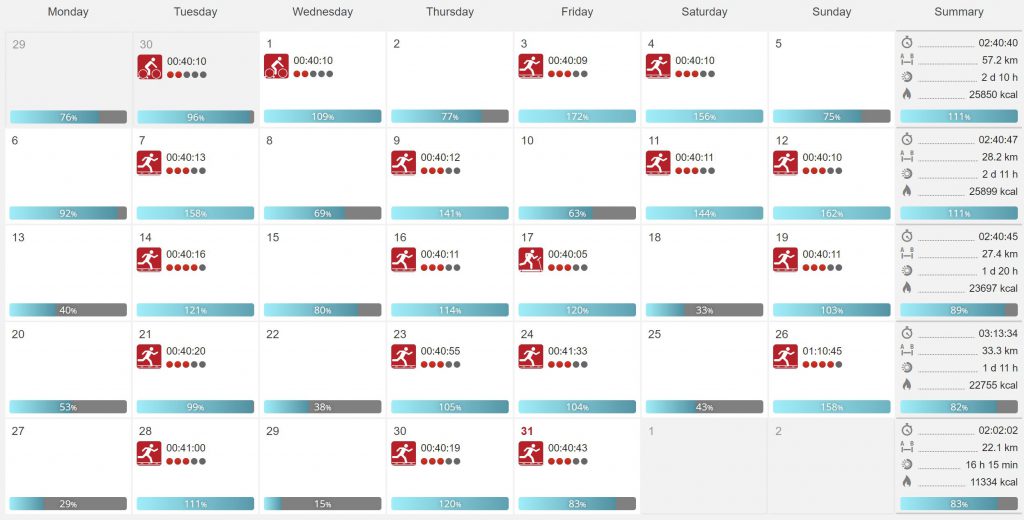 Monday Tuesday Wednesday Thursday Friday Saturday Sunday Summary
29 30 1 2 3 4 5 02:40:40
00:40:10 00:40:10 00:40:09 00:40:10 57.2 km
2 d 10 h
25850 kcal
76% 96% 109% 77% 172% 156% 75% 111%
6 7 8 9 10 11 12 02:40:47
00:40:13 00:40:12 00:40:11 00:40:10 A B 28.2 km
2 d 11 h
25899 kcal
92% 158% 69% 141% 63% 144% 162% 111%
13 14 15 16 17 18 19 02:40:45
00:40:16 00:40:11 00:40:05 00:40:11 A B 27.4 km
1 d 20 h
23697 kcal
40% 121% 80% 114% 120% 33% 103% 89%
20 21 22 23 24 25 26 03:13:34
00:40:20 00:40:55 00:41:33 01:10:45 A B 33.3 km
1 d 11 h
22755 kcal
53% 99% 38% 105% 104% 43% 158% 82%
27 28 29 30 31 1 2 02:02:02
00:41:00 00:40:19 00:40:43 A B 22.1 km
16 h 15 min
11334 kcal
29% 111% 15% 120% 83% 83%